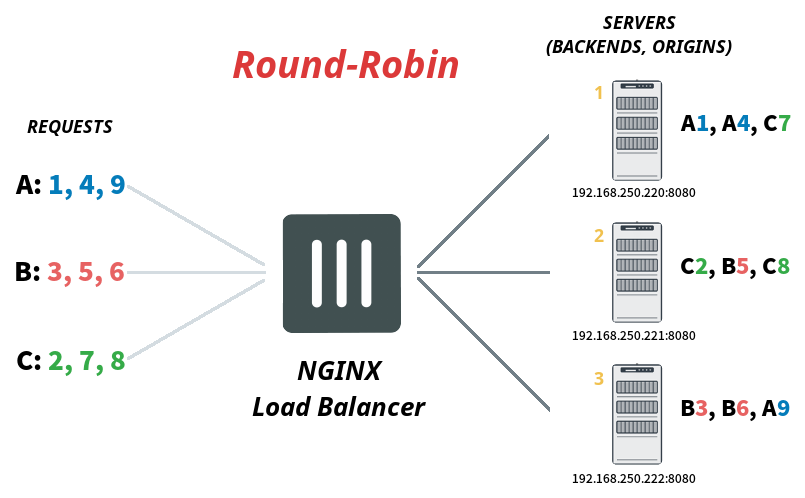 SERVERS
(BACKENDS, ORIGINS)
Round-Robin
REQUESTS
A: 1, 4, 9
B: 3, 5, 6
C: 2, 7, 8
NGINX
Load Balancer
1
A1, A4, C7
192.168.250.220:8080
2
C2, B5, C8
192.168.250.221:8080
3
B3, B6, A9
192.168.250.222:8080